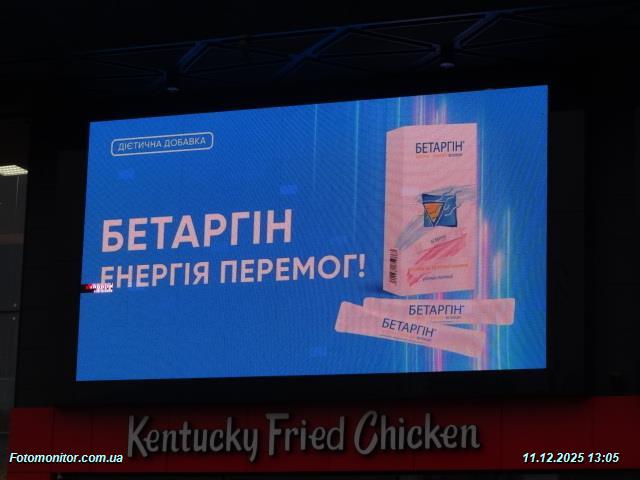 ДІЄТИЧНА ДОБАВКА
БЕТАРГІН
ЕНЕРГІЯ ПЕРЕМОГ!
БЕТАРГІН®
БЕТАРГІН
БЕТАРГІН
Kentucky Fried Chicken
Fotomonitor.com.ua
11.12.2025 13:05